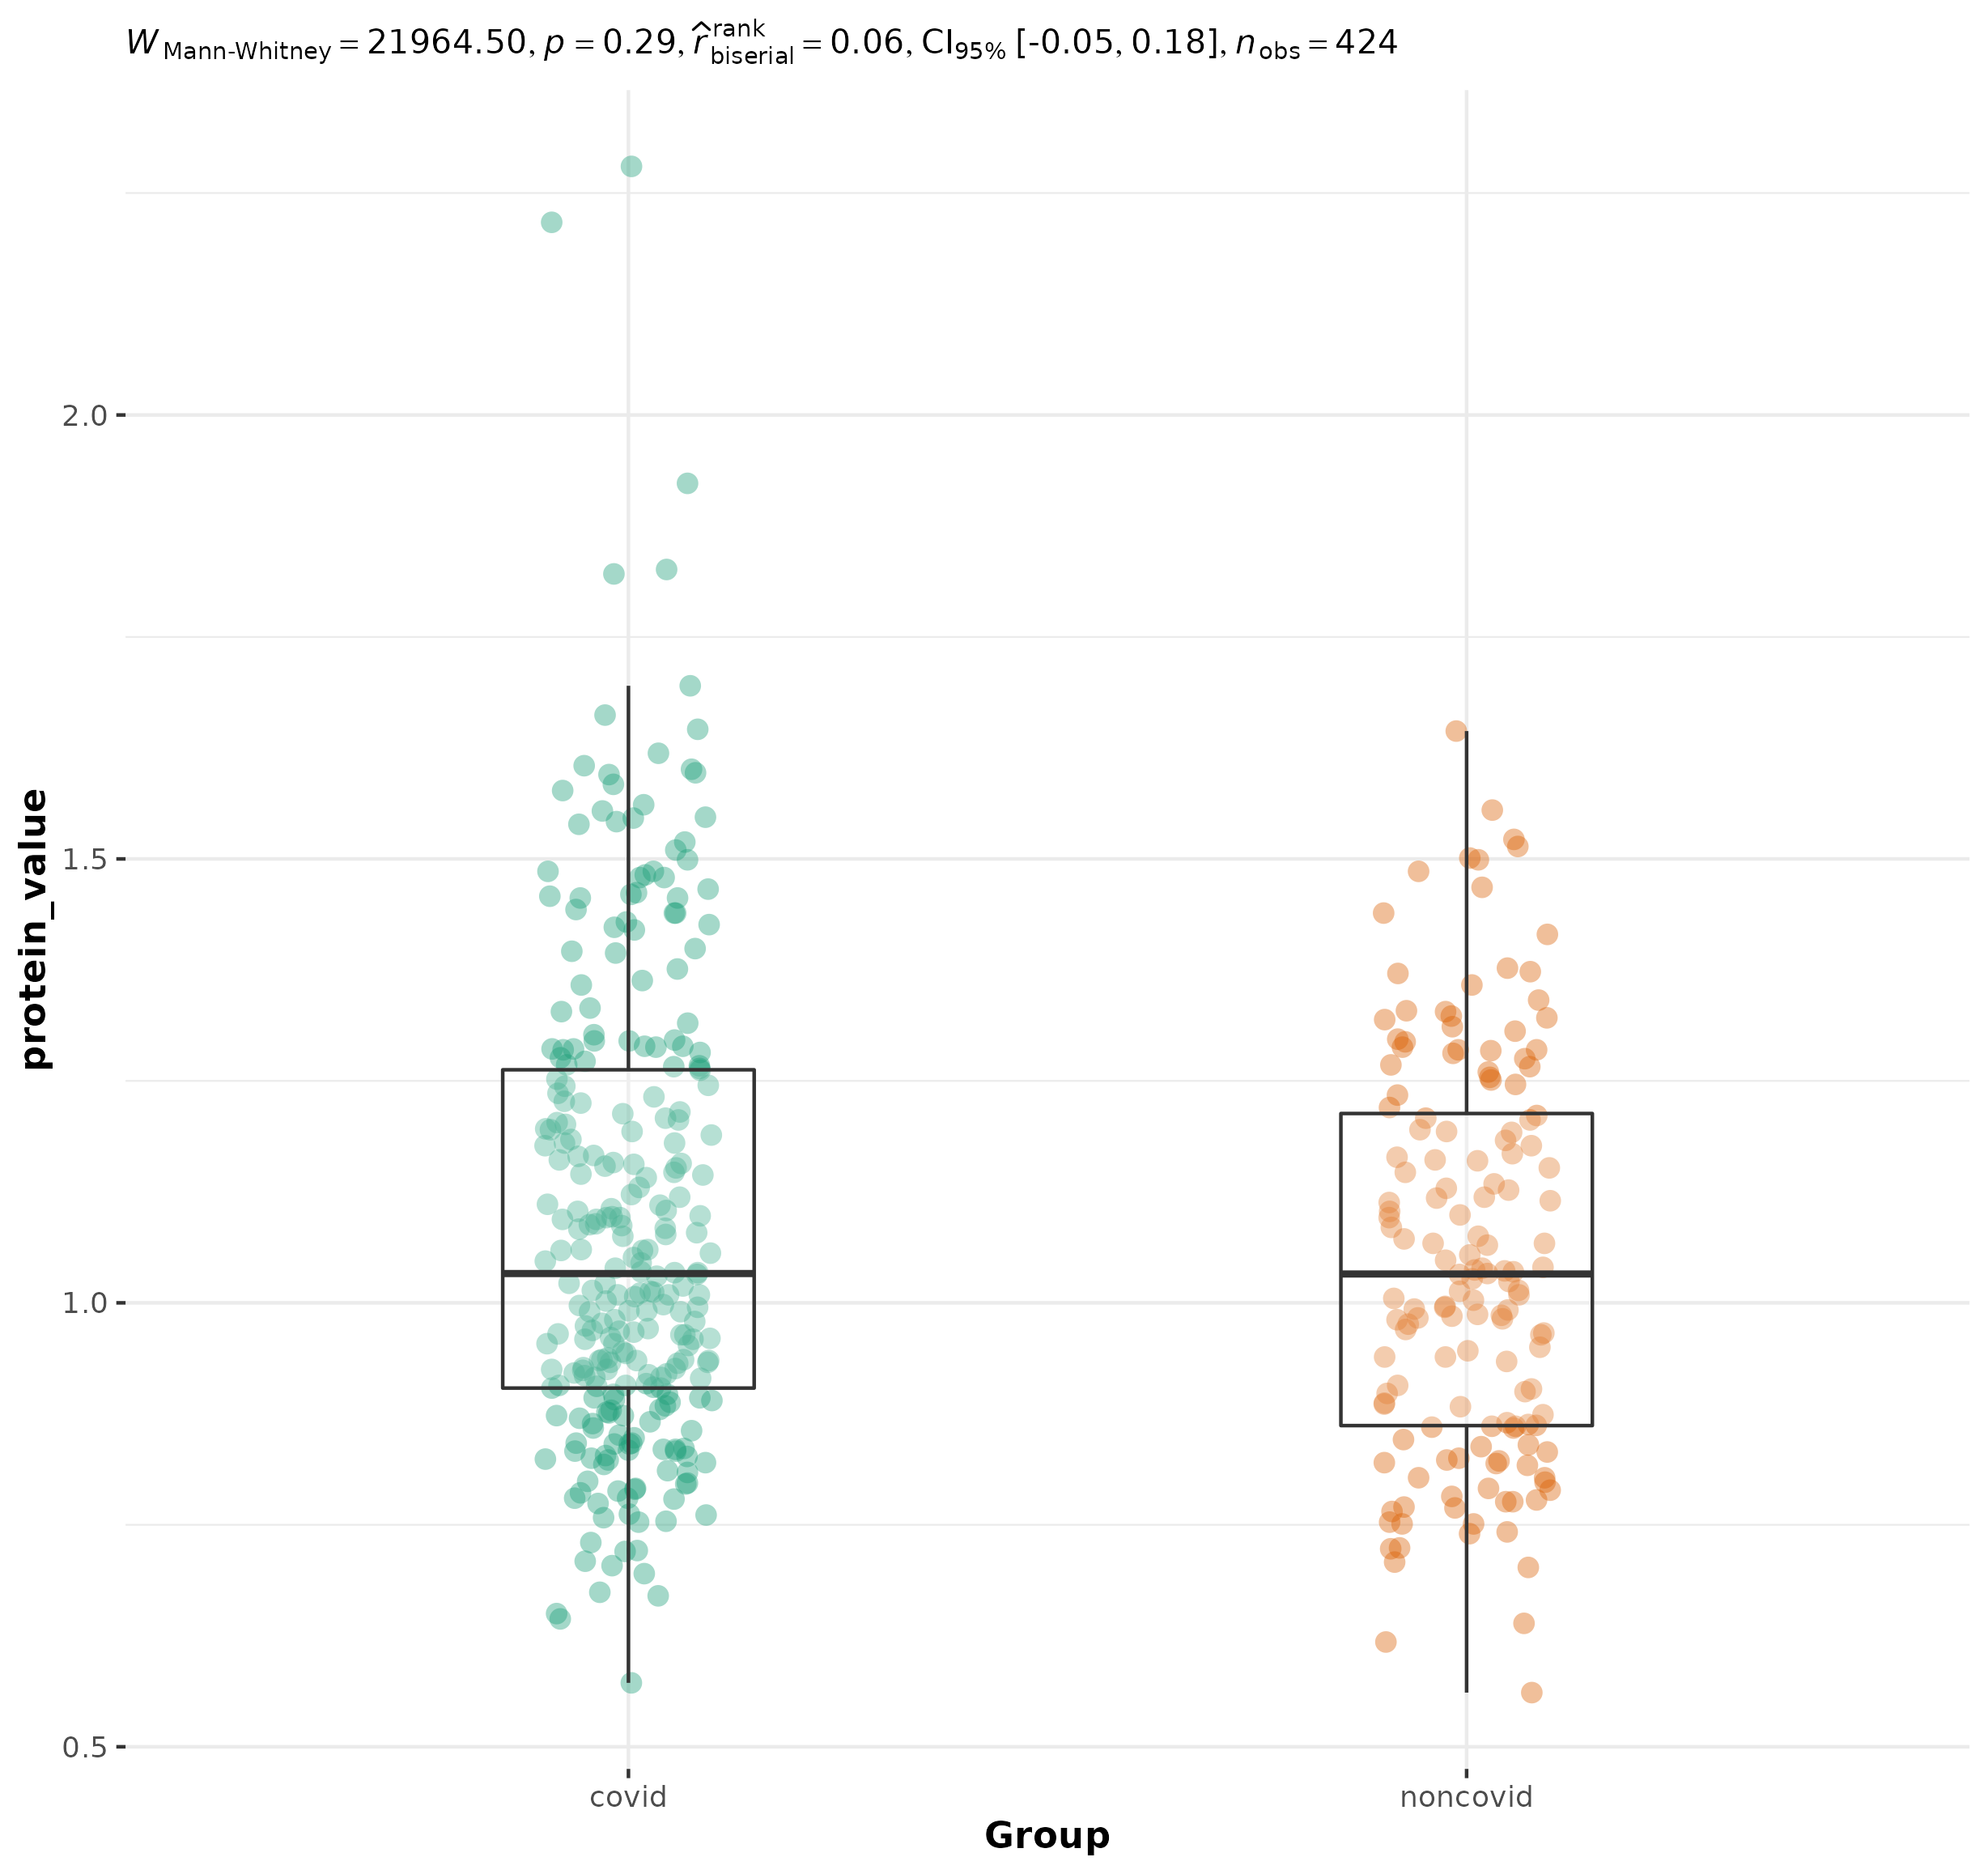 W Mann-Whitney = 21964.50, p = 0.29, r̂ rank biserial = 0.06, CI95% [-0.05, 0.18], n obs = 424
2.0
1.5
1.0
0.5
protein_value
covid noncovid
Group